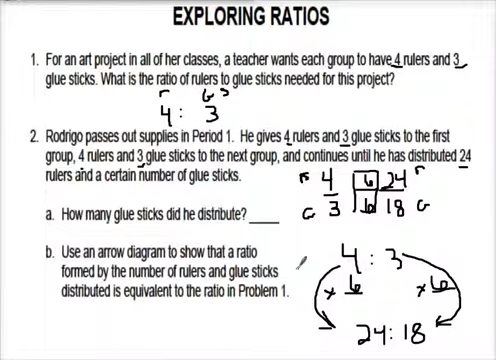 EXPLORING RATIOS
1. For an art project in all of her classes, a teacher wants each group to have 4 rulers and 3
glue sticks. What is the ratio of rulers to glue sticks needed for this project?
r GS
4 : 3
2. Rodrigo passes out supplies in Period 1. He gives 4 rulers and 3 glue sticks to the first
group, 4 rulers and 3 glue sticks to the next group, and continues until he has distributed 24
rulers and a certain number of glue sticks.
r 4 6 24 r
G 3 6 18 G
a. How many glue sticks did he distribute? _____
b. Use an arrow diagram to show that a ratio
formed by the number of rulers and glue sticks
distributed is equivalent to the ratio in Problem 1.
4 : 3
x 6 x 6
24 : 18